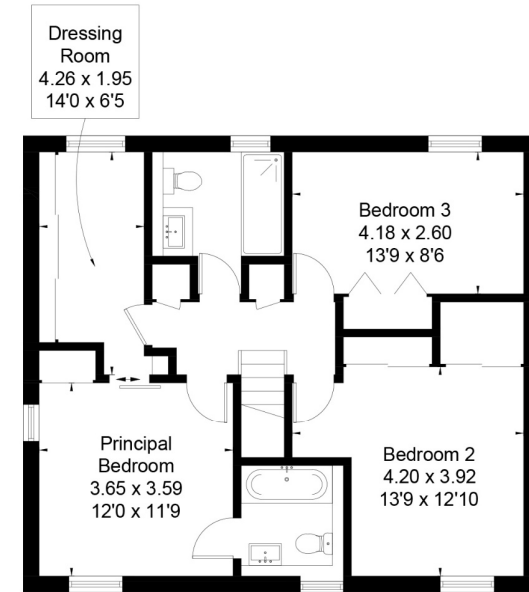 Dressing
Room
4.26 x 1.95
14'0 x 6'5
Bedroom 3
4.18 x 2.60
13'9 x 8'6
Principal
Bedroom
3.65 x 3.59
12'0 x 11'9
Bedroom 2
4.20 x 3.92
13'9 x 12'10